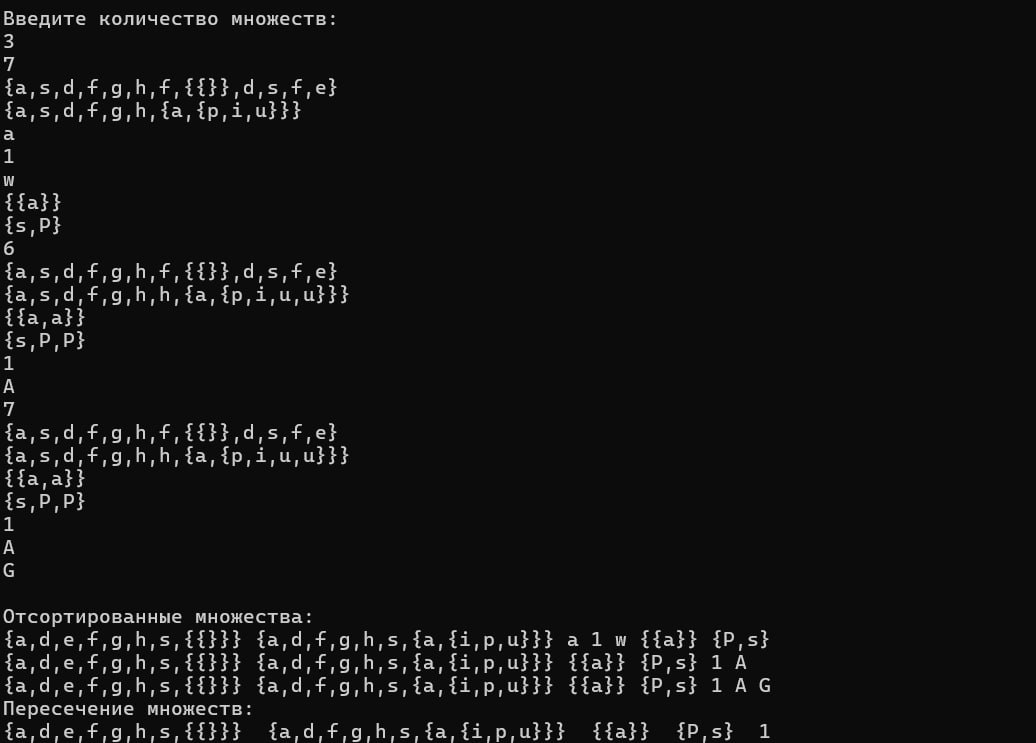 Введите количество множеств:
3
7
{a,s,d,f,g,h,f,{{}},d,s,f,e}
{a,s,d,f,g,h,{a,{p,i,u}}}
a
1
w
{{a}}
{s,P}
6
{a,s,d,f,g,h,f,{{}},d,s,f,e}
{a,s,d,f,g,h,h,{a,{p,i,u,u}}}
{{a,a}}
{s,P,P}
1
A
7
{a,s,d,f,g,h,f,{{}},d,s,f,e}
{a,s,d,f,g,h,h,{a,{p,i,u,u}}}
{{a,a}}
{s,P,P}
1
A
G
Отсортированные множества:
{a,d,e,f,g,h,s,{{}}} {a,d,f,g,h,s,{a,{i,p,u}}} a 1 w {{a}} {P,s}
{a,d,e,f,g,h,s,{{}}} {a,d,f,g,h,s,{a,{i,p,u}}} {{a}} {P,s} 1 A
{a,d,e,f,g,h,s,{{}}} {a,d,f,g,h,s,{a,{i,p,u}}} {{a}} {P,s} 1 A G
Пересечение множеств:
{a,d,e,f,g,h,s,{{}}}  {a,d,f,g,h,s,{a,{i,p,u}}}  {{a}}  {P,s}  1